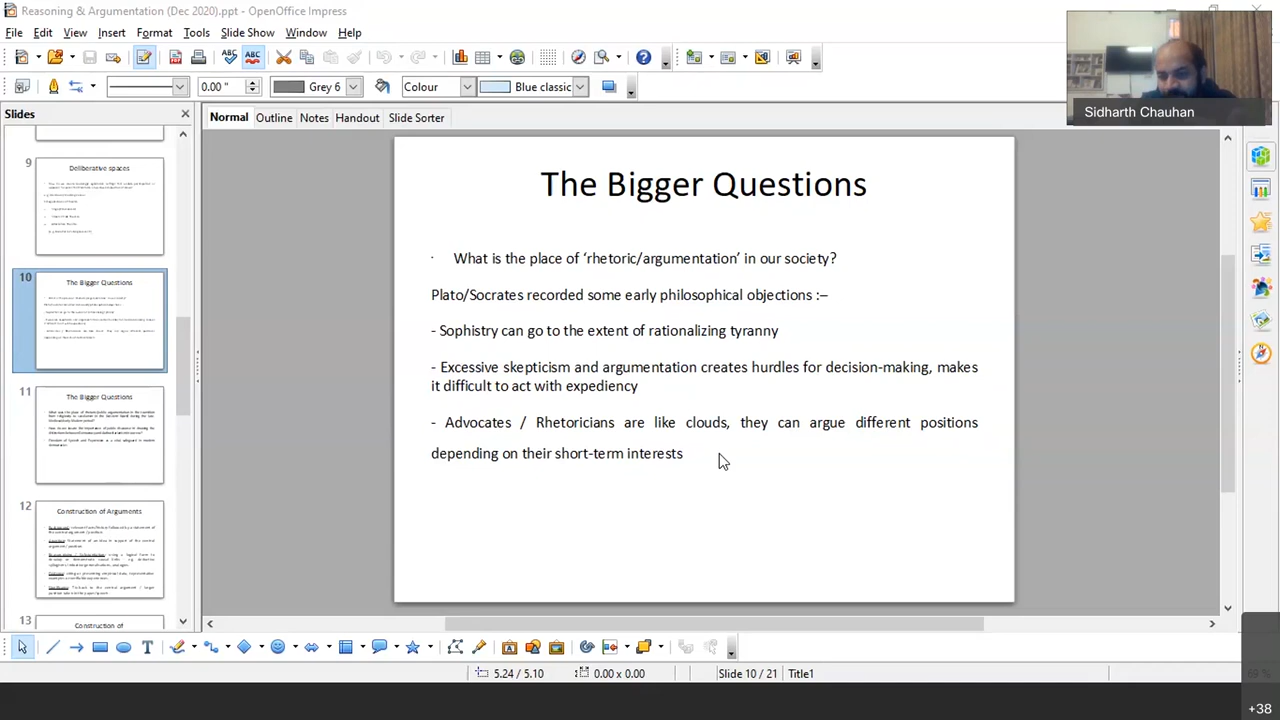 Reasoning & Argumentation (Dec 2020).ppt - OpenOffice Impress
File Edit View Insert Format Tools Slide Show Window Help
0.00 " Grey 6 Colour Blue classic
Slides
Normal Outline Notes Handout Slide Sorter
Sidharth Chauhan
9
Deliberative spaces
10
The Bigger Questions
11
The Bigger Questions
12
Construction of Arguments
13
Construction of
The Bigger Questions
· What is the place of ‘rhetoric/argumentation’ in our society?
Plato/Socrates recorded some early philosophical objections :–
- Sophistry can go to the extent of rationalizing tyranny
- Excessive skepticism and argumentation creates hurdles for decision-making, makes
it difficult to act with expediency
- Advocates / Rhetoricians are like clouds, they can argue different positions
depending on their short-term interests
5.24 / 5.10 0.00 x 0.00 Slide 10 / 21 Title1
69 %
+38